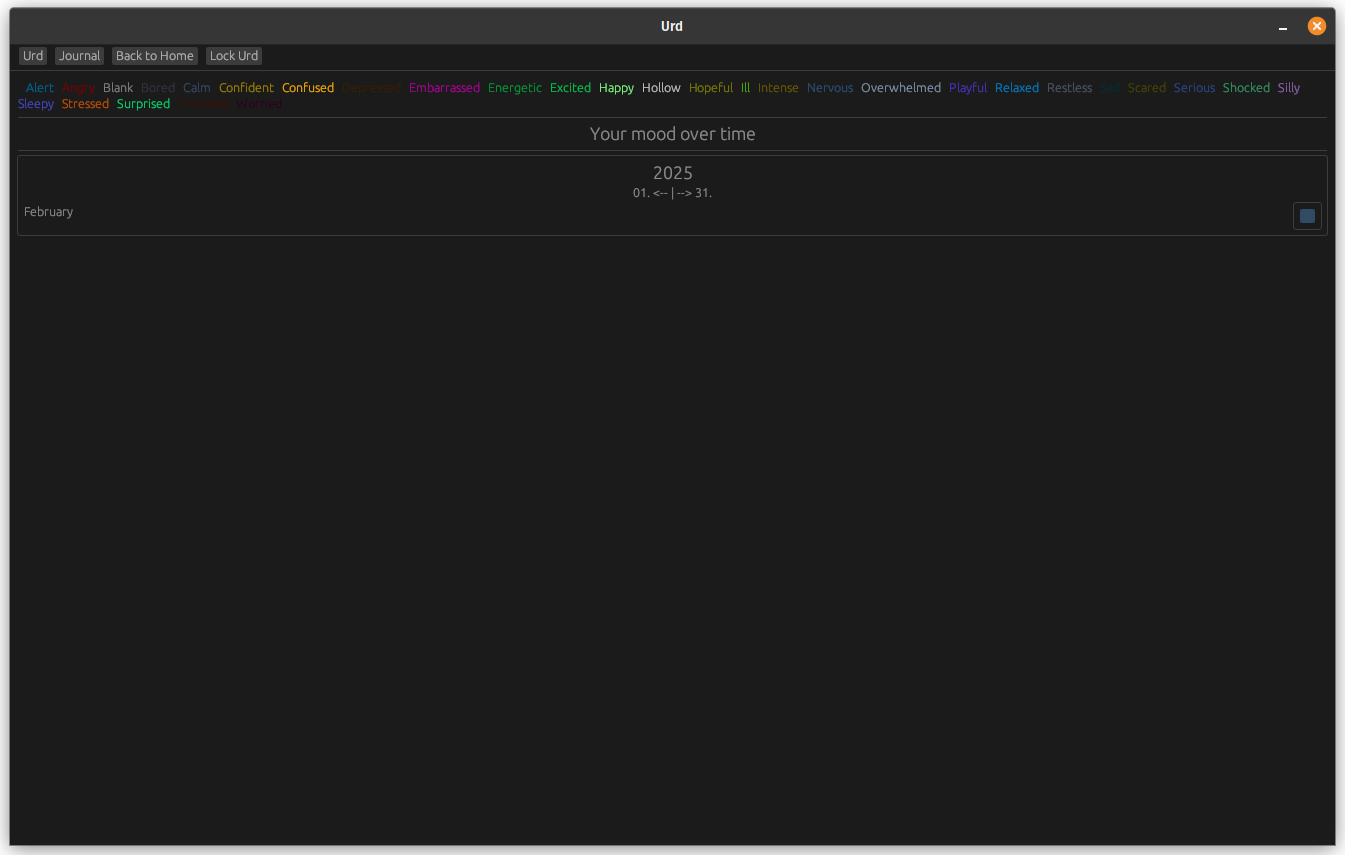 Urd
Urd Journal Back to Home Lock Urd
Alert Angry Blank Bored Calm Confident Confused Depressed Embarrassed Energetic Excited Happy Hollow Hopeful Ill Intense Nervous Overwhelmed Playful Relaxed Restless Sad Scared Serious Shocked Silly
Sleepy Stressed Surprised Worried
Your mood over time
2025
01. <-- | --> 31.
February